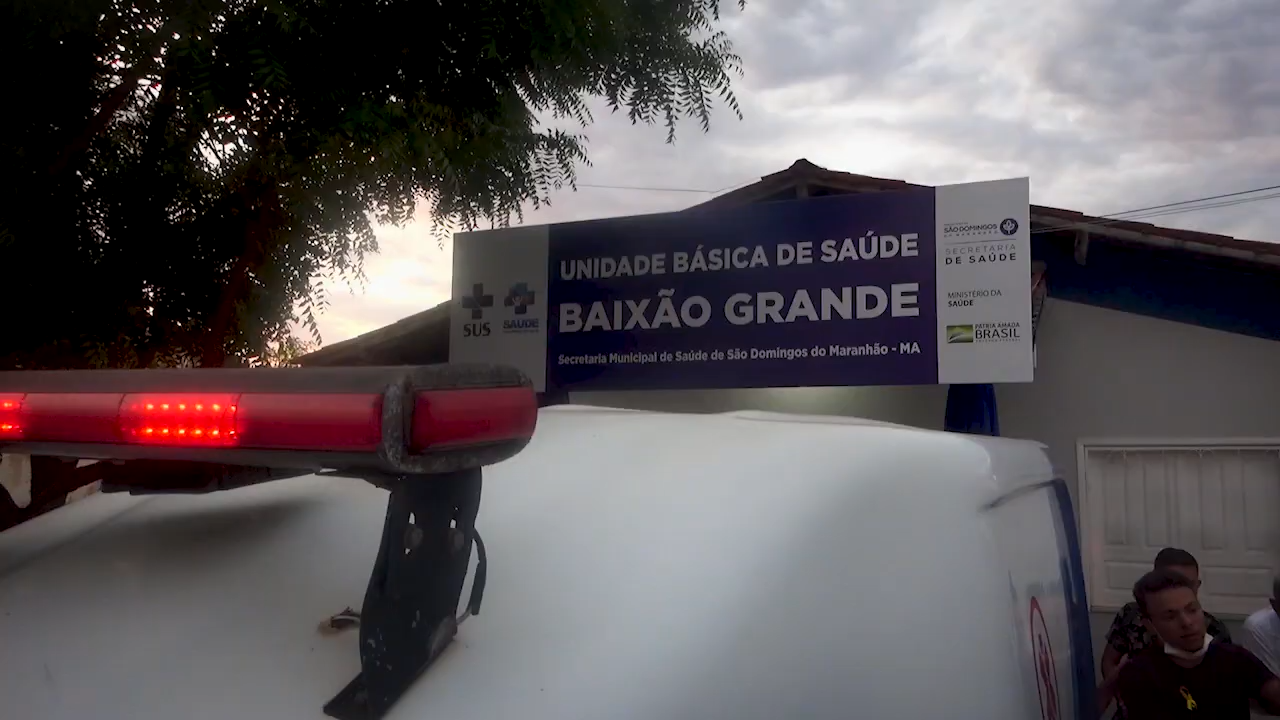 SUS
SAÚDE
UNIDADE BÁSICA DE SAÚDE
BAIXÃO GRANDE
Secretaria Municipal de Saúde de São Domingos do Maranhão - MA
SÃO DOMINGOS
SECRETARIA
DE SAÚDE
MINISTÉRIO DA
SAÚDE
PÁTRIA AMADA
BRASIL